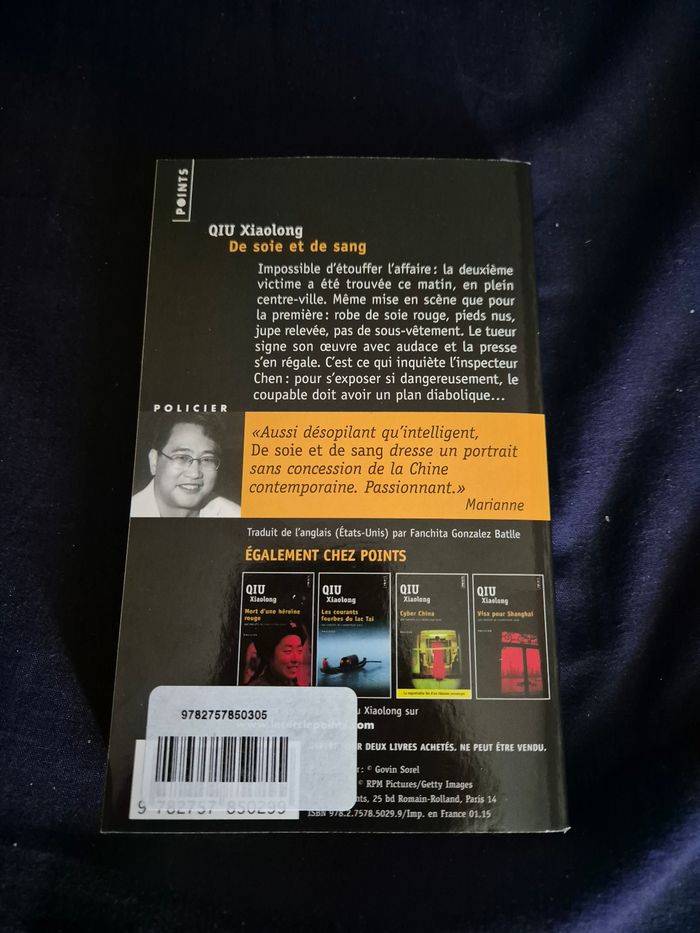 POINTS
QIU Xiaolong
De soie et de sang
Impossible d'étouffer l'affaire : la deuxième
victime a été trouvée ce matin, en plein
centre-ville. Même mise en scène que pour
la première : robe de soie rouge, pieds nus,
jupe relevée, pas de sous-vêtement. Le tueur
signe son œuvre avec audace et la presse
s'en régale. C'est ce qui inquiète l'inspecteur
Chen : pour s'exposer si dangereusement, le
coupable doit avoir un plan diabolique…
POLICIER
«Aussi désopilant qu'intelligent,
De soie et de sang dresse un portrait
sans concession de la Chine
contemporaine. Passionnant.»
Marianne
Traduit de l'anglais (États-Unis) par Fanchita Gonzalez Batlle
ÉGALEMENT CHEZ POINTS
QIU
Xiaolong
Mort d'une héroïne
rouge
QIU
Xiaolong
Les courants
fourbes du lac Tai
QIU
Xiaolong
Cyber China
QIU
Xiaolong
Visa pour Shanghai
Xiaolong sur
.com
9782757850305
DEUX LIVRES ACHETÉS. NE PEUT ÊTRE VENDU.
: © Govin Sorel
© RPM Pictures/Getty Images
25 bd Romain-Rolland, Paris 14
ISBN 978.2.7578.5029.9/Imp. en France 01.15
9 782757 850299